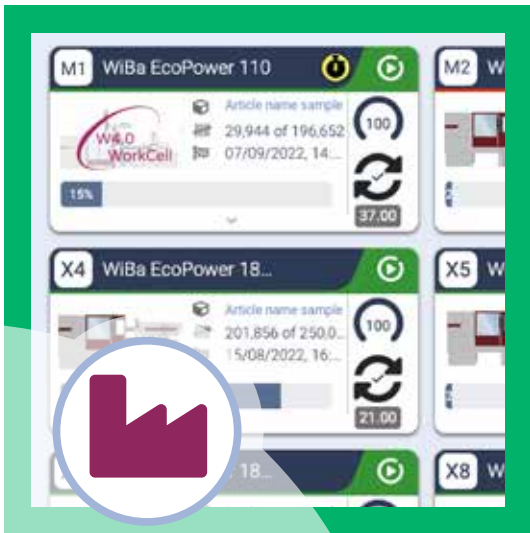 M1 WiBa EcoPower 110
M2 W
Article name sample
29,944 of 196,652
07/09/2022, 14:...
W4.0
WorkCell
100
15%
37.00
X4 WiBa EcoPower 18...
X5 W
Article name sample
201,856 of 250,0...
15/08/2022, 16:...
100
21.00
18...
X8 W